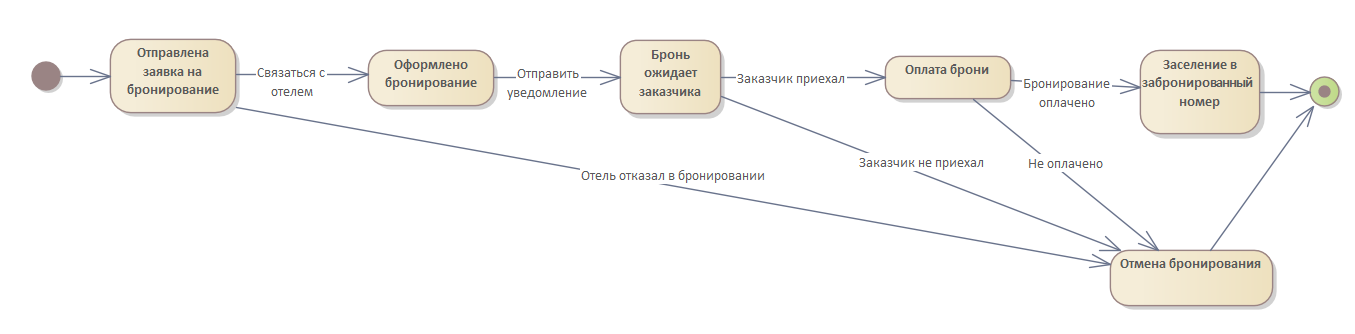 Отправлена
заявка на
бронирование
Связаться с
отелем
Оформлено
бронирование
Отправить
уведомление
Бронь
ожидает
заказчика
Заказчик приехал
Оплата брони
Бронирование
оплачено
Заселение в
забронированный
номер
Отель отказал в бронировании
Заказчик не приехал
Не оплачено
Отмена бронирования